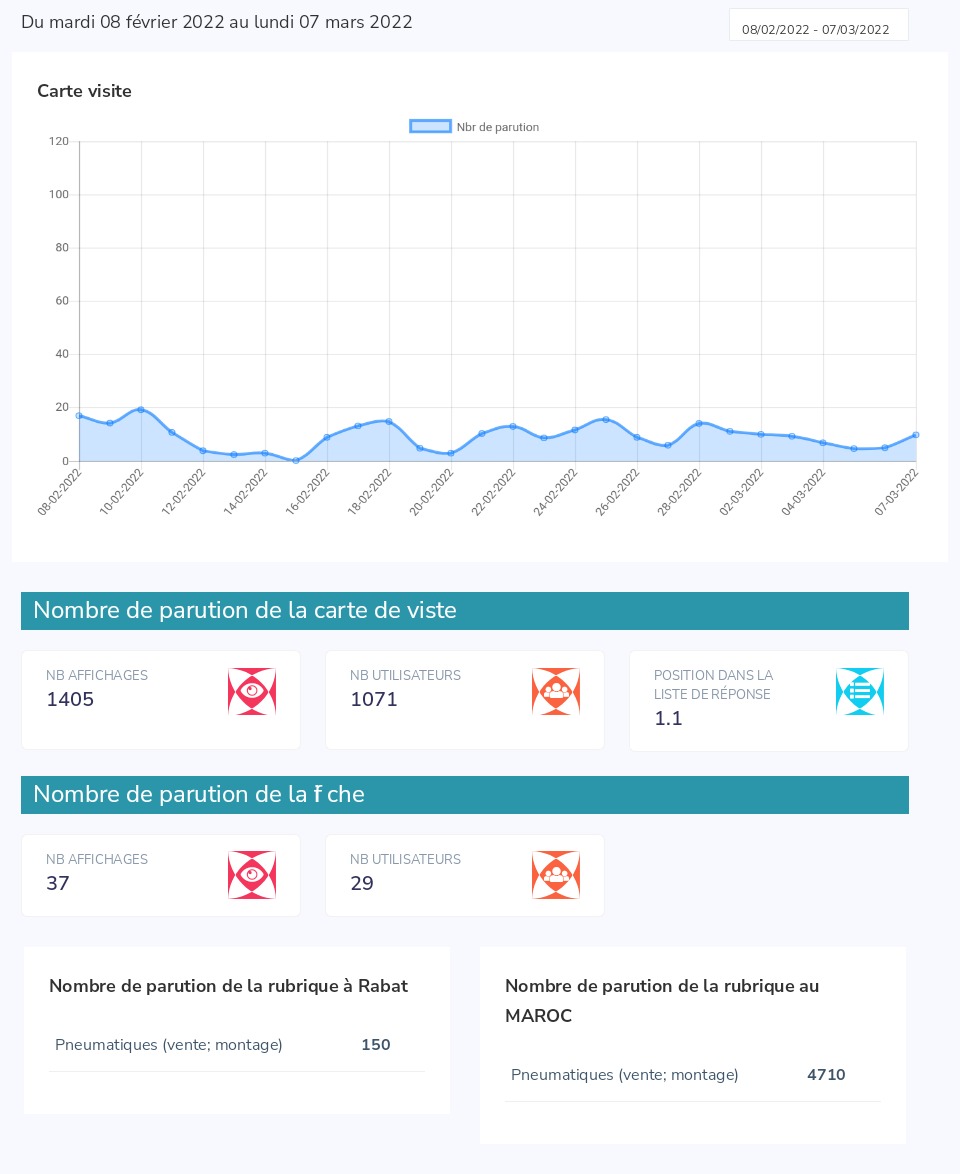 Du mardi 08 février 2022 au lundi 07 mars 2022
08/02/2022 - 07/03/2022
Carte visite
Nbr de parution
120
100
80
60
40
20
0
08-02-2022
10-02-2022
12-02-2022
14-02-2022
16-02-2022
18-02-2022
20-02-2022
22-02-2022
24-02-2022
26-02-2022
28-02-2022
02-03-2022
04-03-2022
07-03-2022
Nombre de parution de la carte de viste
NB AFFICHAGES
1405
NB UTILISATEURS
1071
POSITION DANS LA
LISTE DE RÉPONSE
1.1
Nombre de parution de la f che
NB AFFICHAGES
37
NB UTILISATEURS
29
Nombre de parution de la rubrique à Rabat
Pneumatiques (vente; montage) 150
Nombre de parution de la rubrique au
MAROC
Pneumatiques (vente; montage) 4710